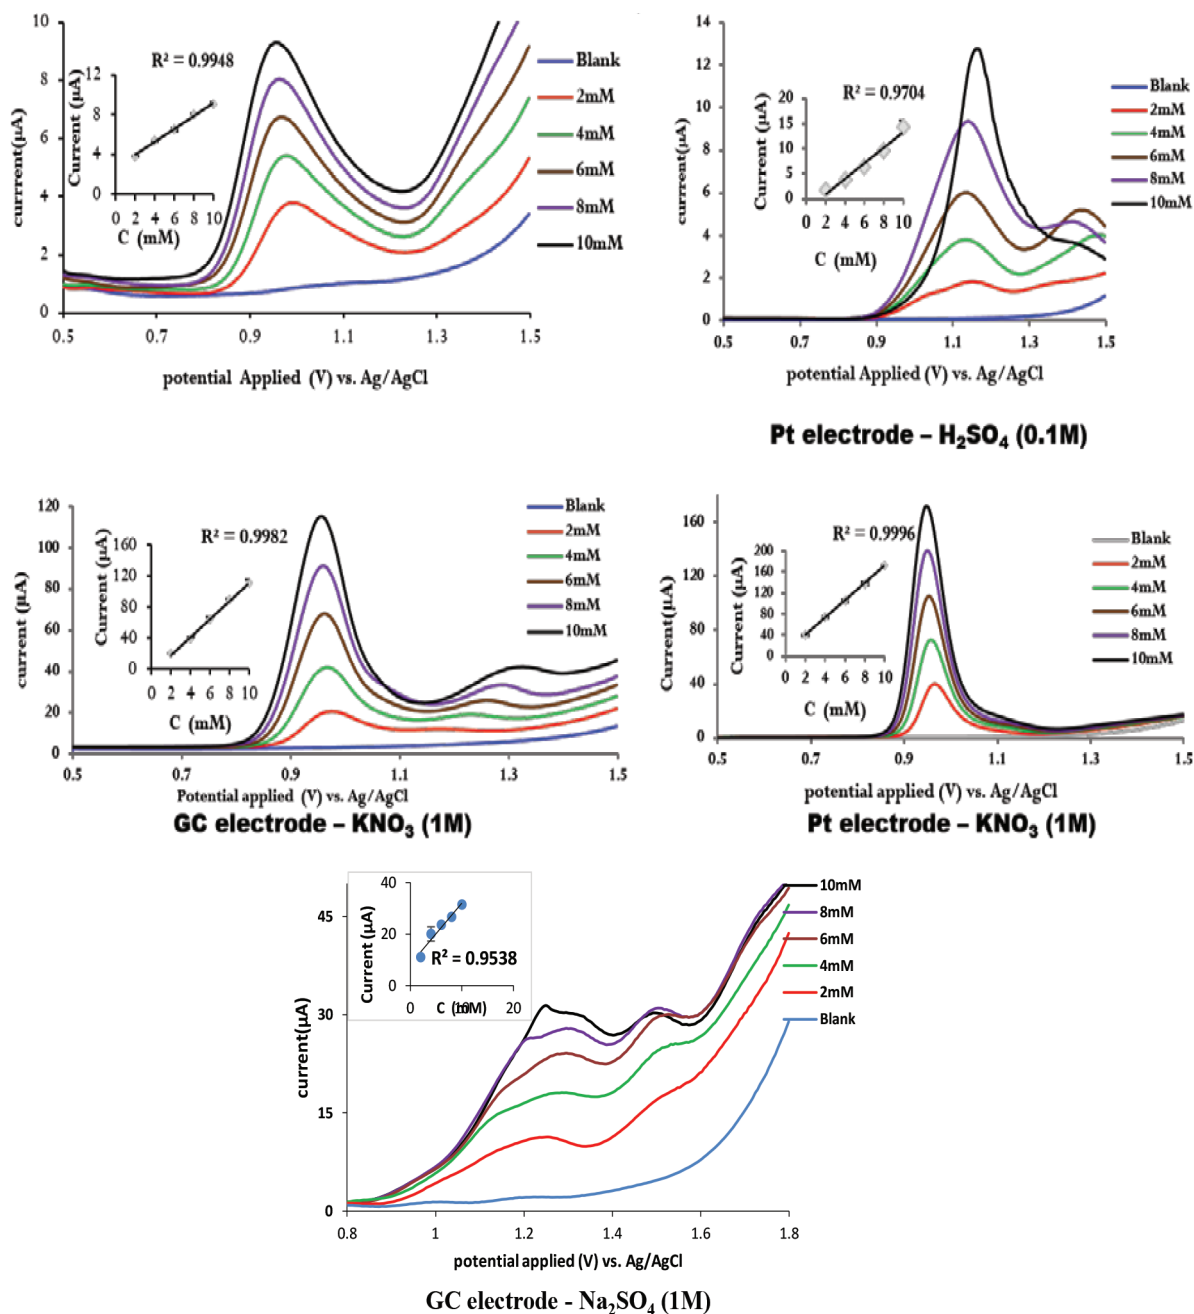 10
8
6
4
2
0
currrent(μA)
R² = 0.9948
12
8
4
0
Current (μA)
0 2 4 6 8 10
C (mM)
Blank
2mM
4mM
6mM
8mM
10mM
0.5 0.7 0.9 1.1 1.3 1.5
potential Applied (V) vs. Ag/AgCl
14
12
10
8
6
4
2
0
current(μA)
R² = 0.9704
20
15
10
5
0
Current (μA)
0 2 4 6 8 10
C (mM)
Blank
2mM
4mM
6mM
8mM
10mM
0.5 0.7 0.9 1.1 1.3 1.5
potential Applied (V) vs. Ag/AgCl
Pt electrode – H₂SO₄ (0.1M)
120
100
80
60
40
20
0
current (μA)
R² = 0.9982
160
120
80
40
0
Current (μA)
0 2 4 6 8 10
C (mM)
Blank
2mM
4mM
6mM
8mM
10mM
0.5 0.7 0.9 1.1 1.3 1.5
Potential applied (V) vs. Ag/AgCl
GC electrode – KNO₃ (1M)
160
120
80
40
0
Current(μA)
R² = 0.9996
200
160
120
80
40
0
Current (μA)
0 2 4 6 8 10
C (mM)
Blank
2mM
4mM
6mM
8mM
10mM
0.5 0.7 0.9 1.1 1.3 1.5
potential applied (V) vs. Ag/AgCl
Pt electrode – KNO₃ (1M)
45
30
15
0
current(μA)
40
20
0
Current (μA)
R² = 0.9538
0 10 20
C (mM)
10mM
8mM
6mM
4mM
2mM
Blank
0.8 1 1.2 1.4 1.6 1.8
potential applied (V) vs. Ag/AgCl
GC electrode - Na₂SO₄ (1M)